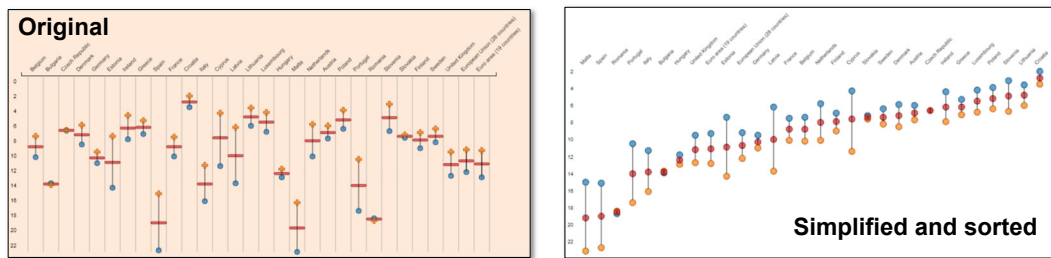 Original
Belgium
Bulgaria
Czech Republic
Denmark
Germany
Estonia
Ireland
Greece
Spain
France
Croatia
Italy
Cyprus
Latvia
Lithuania
Luxembourg
Hungary
Malta
Netherlands
Austria
Poland
Portugal
Romania
Slovenia
Slovakia
Finland
Sweden
United Kingdom
European Union (28 countries)
Euro area (19 countries)
0
2
4
6
8
10
12
14
16
18
20
22
Malta
Spain
Romania
Portugal
Italy
Bulgaria
Hungary
United Kingdom
Euro area (19 countries)
Estonia
European Union (28 countries)
Germany
Latvia
France
Belgium
Netherlands
Finland
Cyprus
Slovakia
Sweden
Denmark
Austria
Czech Republic
Ireland
Greece
Luxembourg
Poland
Slovenia
Lithuania
Croatia
2
4
6
8
10
12
14
16
18
20
22
Simplified and sorted